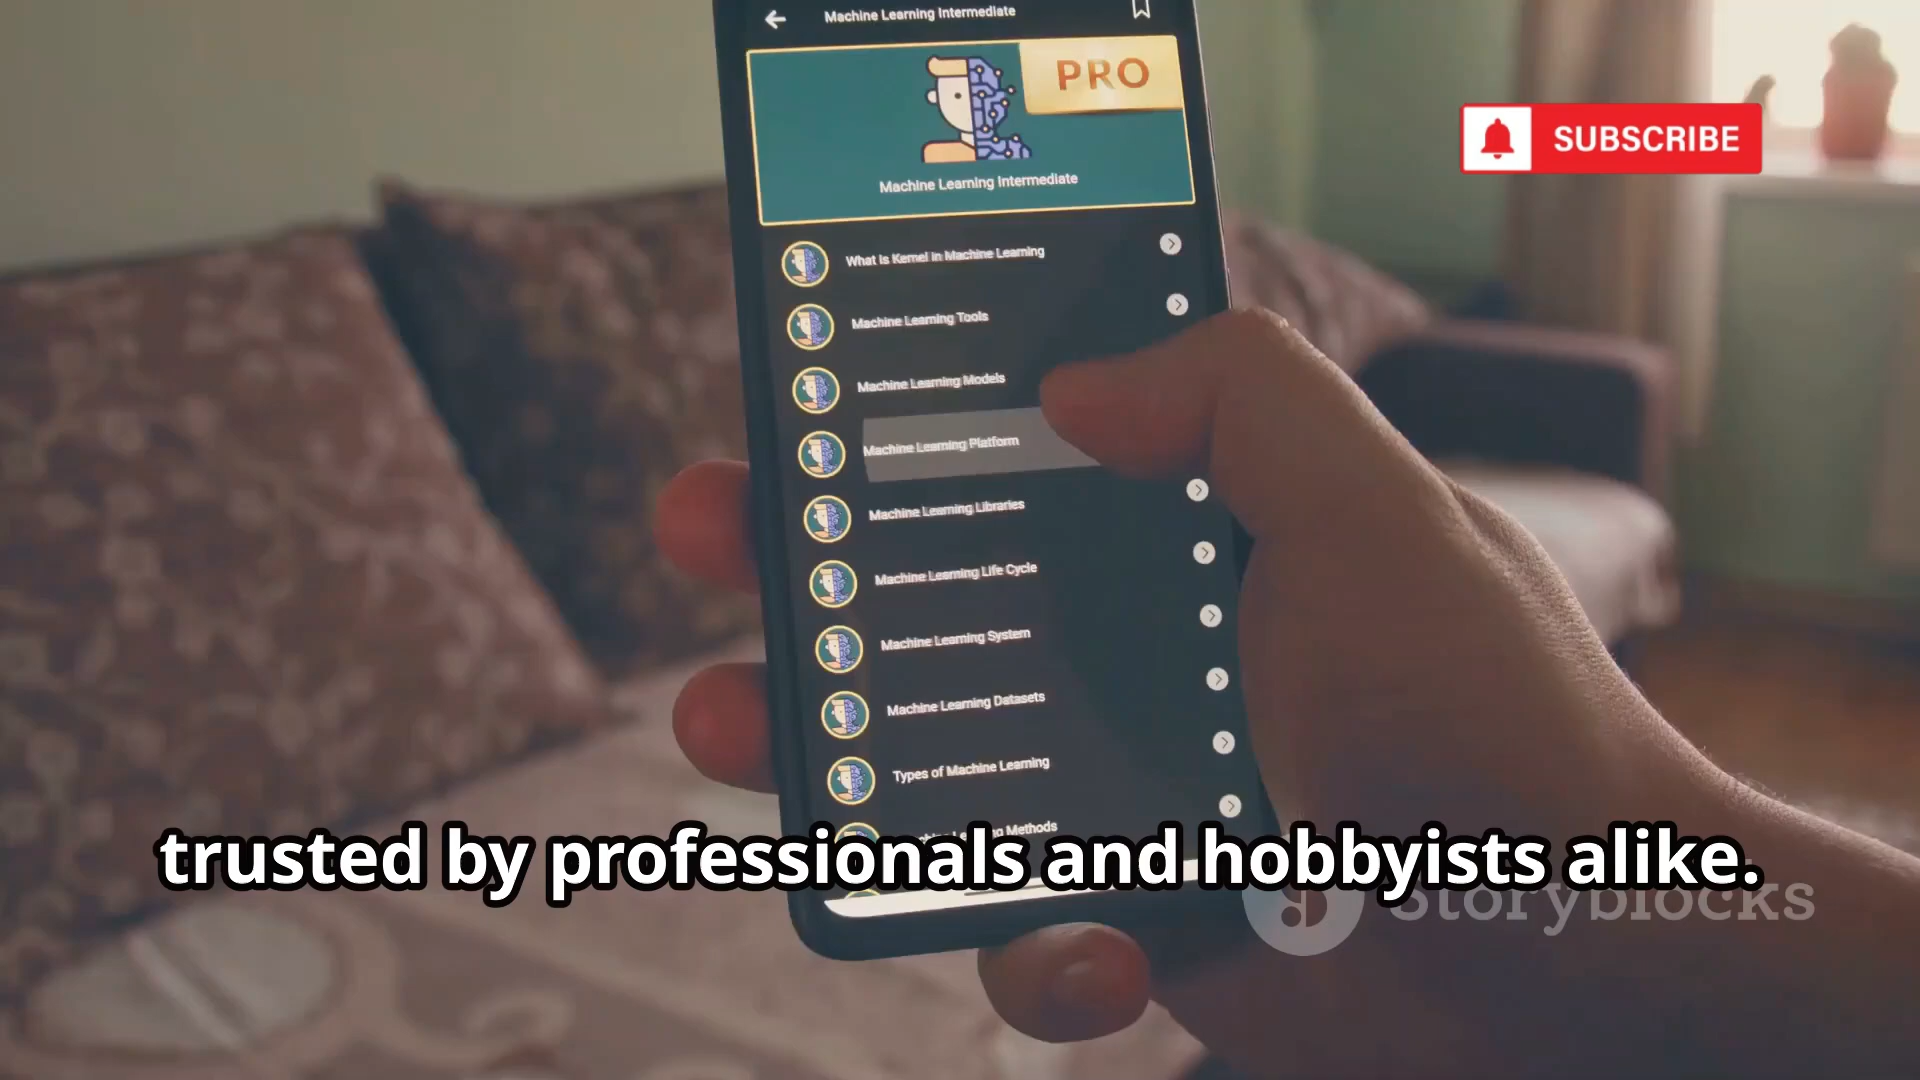 Machine Learning Intermediate
PRO
SUBSCRIBE
Machine Learning Intermediate
What is Kernel in Machine Learning
Machine Learning Tools
Machine Learning Models
Machine Learning Platform
Machine Learning Libraries
Machine Learning Life Cycle
Machine Learning System
Machine Learning Datasets
Types of Machine Learning
Methods
trusted by professionals and hobbyists alike.
Storyblocks